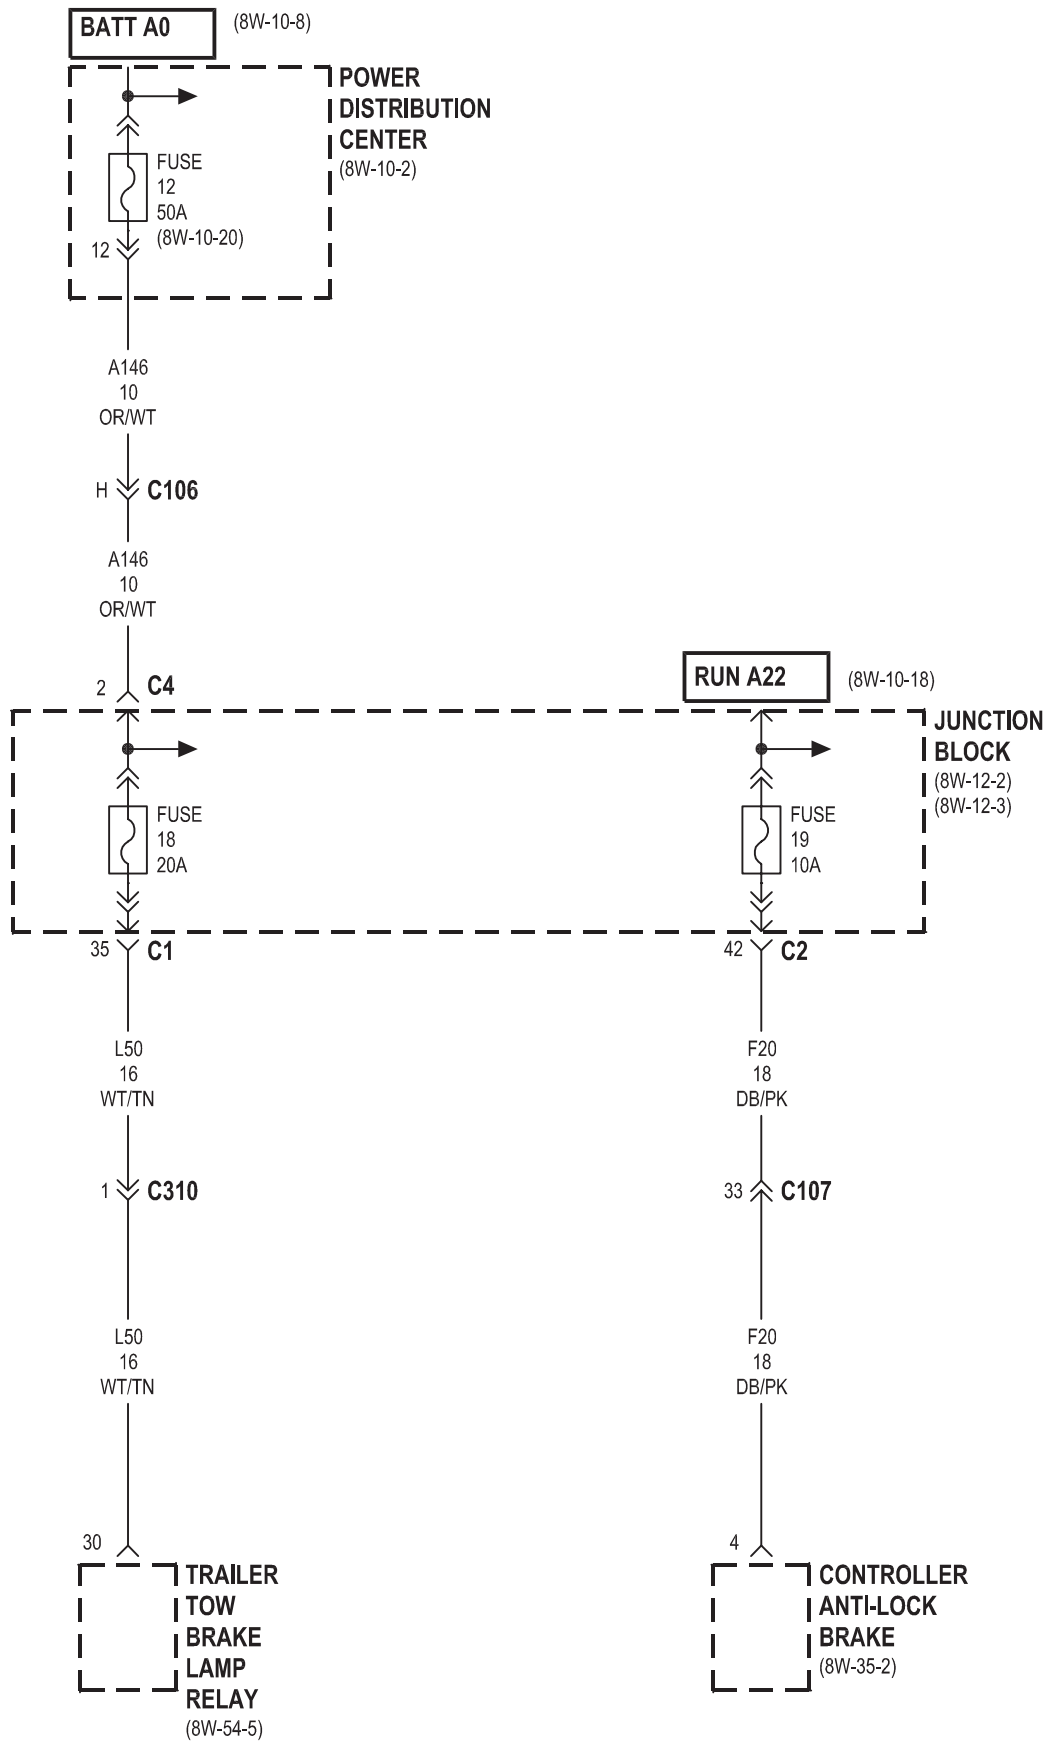 BATT A0
(8W-10-8)
POWER
DISTRIBUTION
CENTER
(8W-10-2)
FUSE
12
50A
(8W-10-20)
12
A146
10
OR/WT
H
C106
A146
10
OR/WT
2
C4
RUN A22
(8W-10-18)
JUNCTION
BLOCK
(8W-12-2)
(8W-12-3)
FUSE
18
20A
FUSE
19
10A
35
C1
42
C2
L50
16
WT/TN
F20
18
DB/PK
1
C310
33
C107
L50
16
WT/TN
F20
18
DB/PK
30
4
TRAILER
TOW
BRAKE
LAMP
RELAY
(8W-54-5)
CONTROLLER
ANTI-LOCK
BRAKE
(8W-35-2)